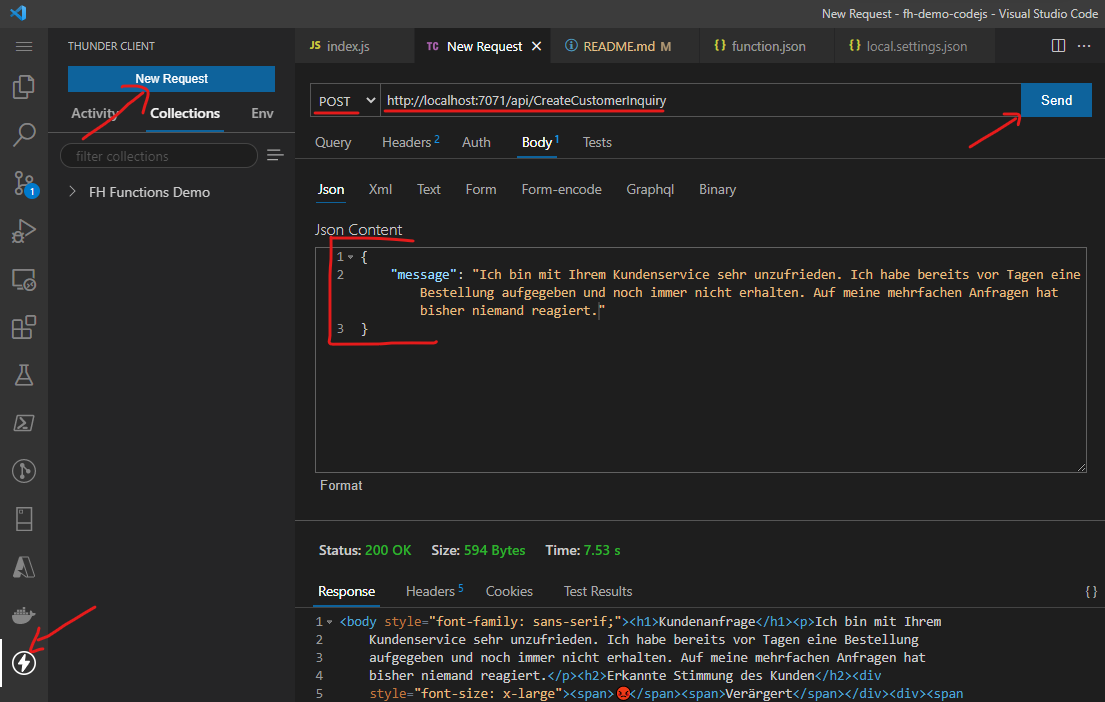 New Request - fh-demo-codejs - Visual Studio Code
THUNDER CLIENT
New Request
Activity Collections Env
filter collections
FH Functions Demo
1
JS index.js
TC New Request
README.md M
{} function.json
{} local.settings.json
POST http://localhost:7071/api/CreateCustomerInquiry Send
Query Headers 2 Auth Body 1 Tests
Json Xml Text Form Form-encode Graphql Binary
Json Content
1 {
2 "message": "Ich bin mit Ihrem Kundenservice sehr unzufrieden. Ich habe bereits vor Tagen eine
Bestellung aufgegeben und noch immer nicht erhalten. Auf meine mehrfachen Anfragen hat
bisher niemand reagiert."
3 }
Format
Status: 200 OK Size: 594 Bytes Time: 7.53 s
Response Headers 5 Cookies Test Results {}
1 <body style="font-family: sans-serif;"><h1>Kundenanfrage</h1><p>Ich bin mit Ihrem
2 Kundenservice sehr unzufrieden. Ich habe bereits vor Tagen eine Bestellung
3 aufgegeben und noch immer nicht erhalten. Auf meine mehrfachen Anfragen hat
4 bisher niemand reagiert.</p><h2>Erkannte Stimmung des Kunden</h2><div
5 style="font-size: x-large"><span>😡</span><span>Verärgert</span></div><div><span